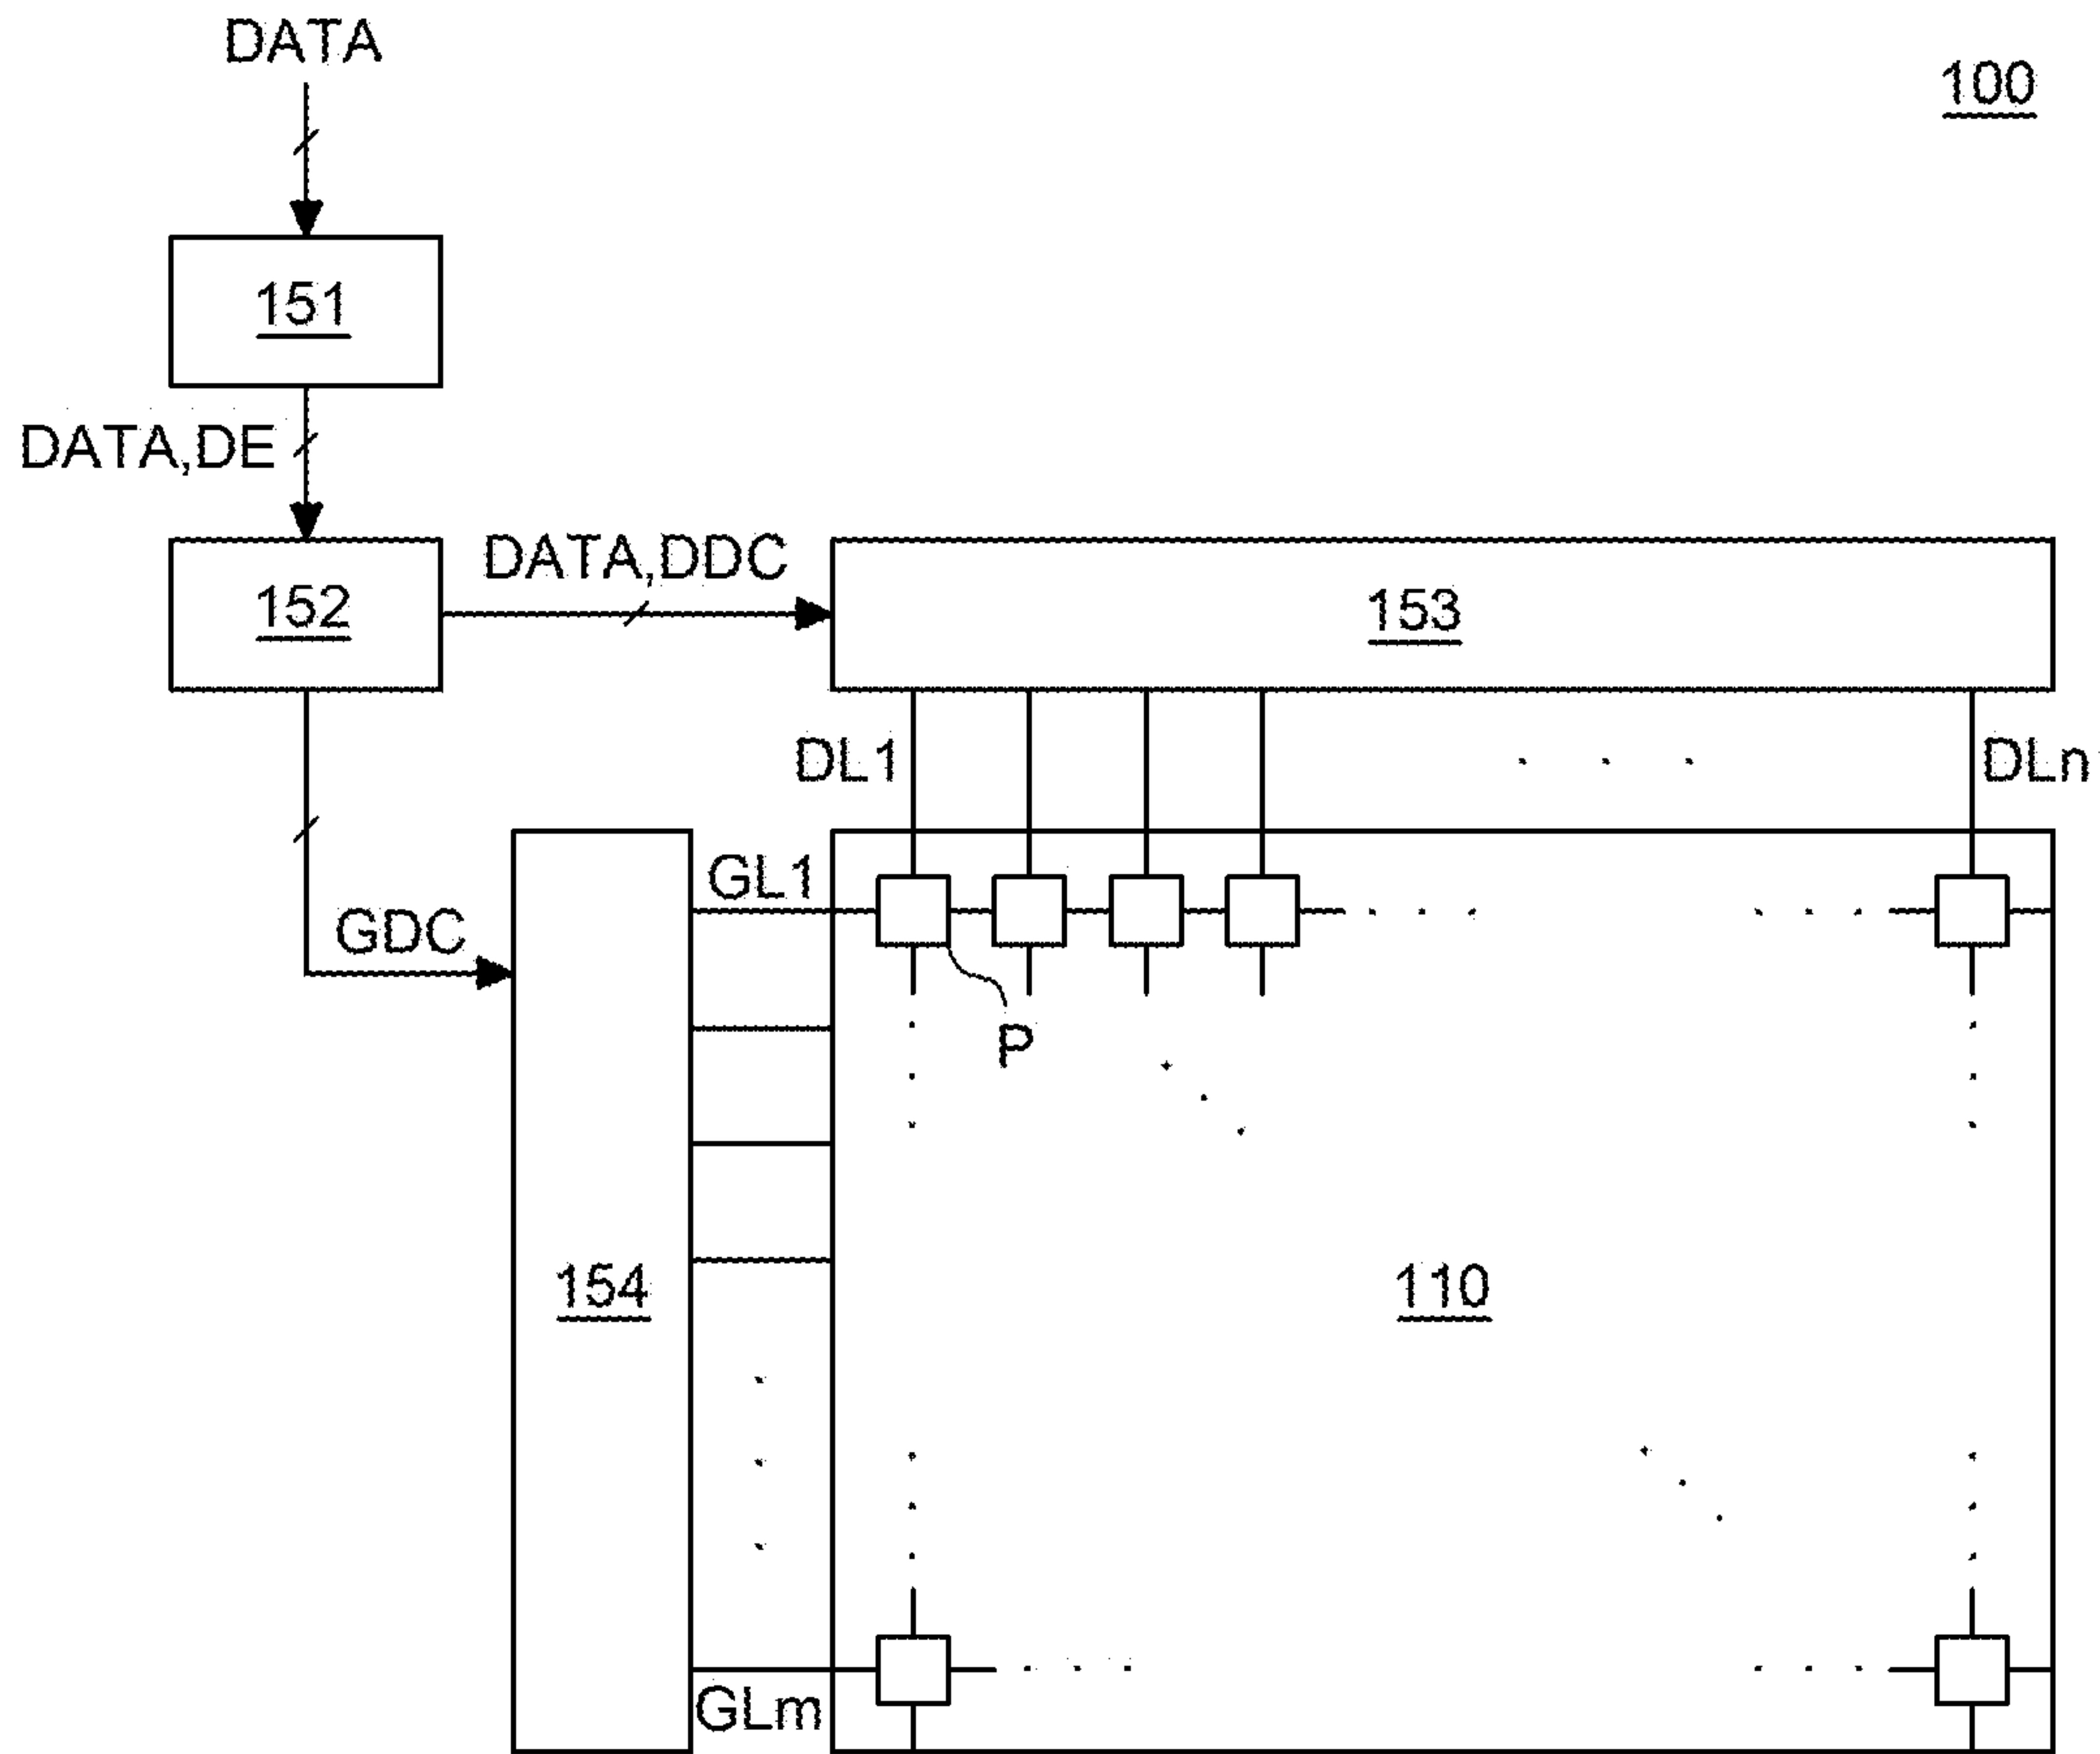 DATA
100
151
DATA,DE
152
DATA,DDC
153
DL1
DLn
GL1
GDC
P
154
110
GLm